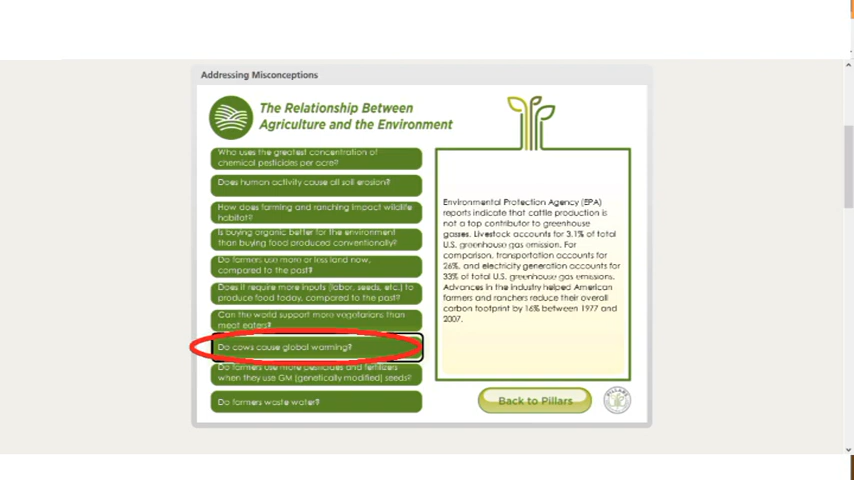 Addressing Misconceptions
The Relationship Between
Agriculture and the Environment
Who uses the greatest concentration of
chemical pesticides per acre?
Does human activity cause all soil erosion?
How does farming and ranching impact wildlife
habitat?
Is buying organic better for the environment
than buying food produced conventionally?
Do farmers use more or less land now,
compared to the past?
Does it require more inputs (labor, seeds, etc.) to
produce food today, compared to the past?
Can the world support more vegetarians than
meat eaters?
Do cows cause global warming?
Do farmers use more pesticides and fertilizers
when they use GM (genetically modified) seeds?
Do farmers waste water?
Environmental Protection Agency (EPA)
reports indicate that cattle production is
not a top contributor to greenhouse
gasses. Livestock accounts for 3.1% of total
U.S. greenhouse gas emission. For
comparison, transportation accounts for
26%, and electricity generation accounts for
33% of total U.S. greenhouse gas emissions.
Advances in the industry helped American
farmers and ranchers reduce their overall
carbon footprint by 16% between 1977 and
2007.
Back to Pillars
PILLARS